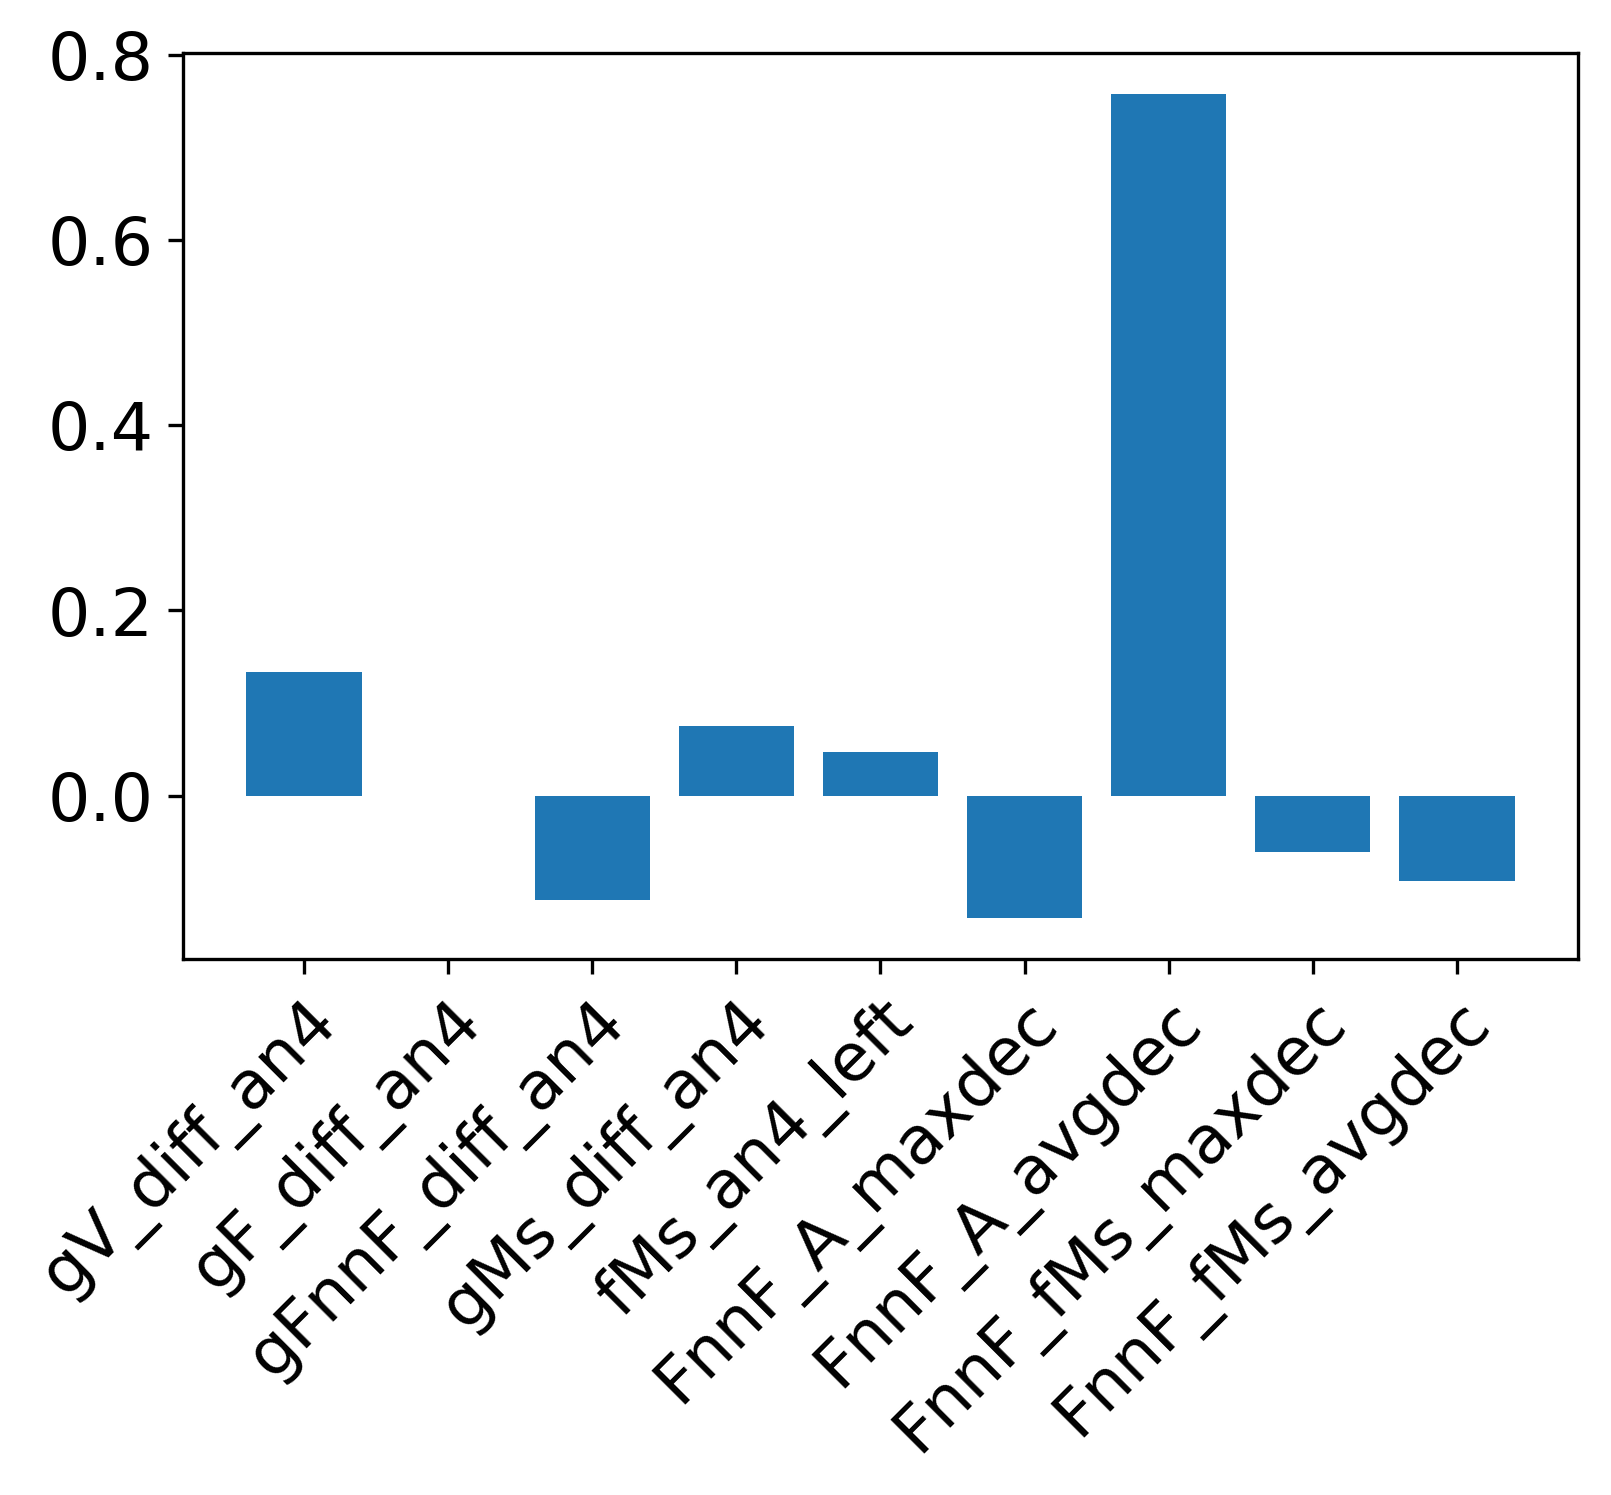 0.8
0.6
0.4
0.2
0.0
gV_diff_an4
gF_diff_an4
gFnnF_diff_an4
gMs_diff_an4
fMs_an4_left
FnnF_A_maxdec
FnnF_A_avgdec
FnnF_fMs_maxdec
FnnF_fMs_avgdec